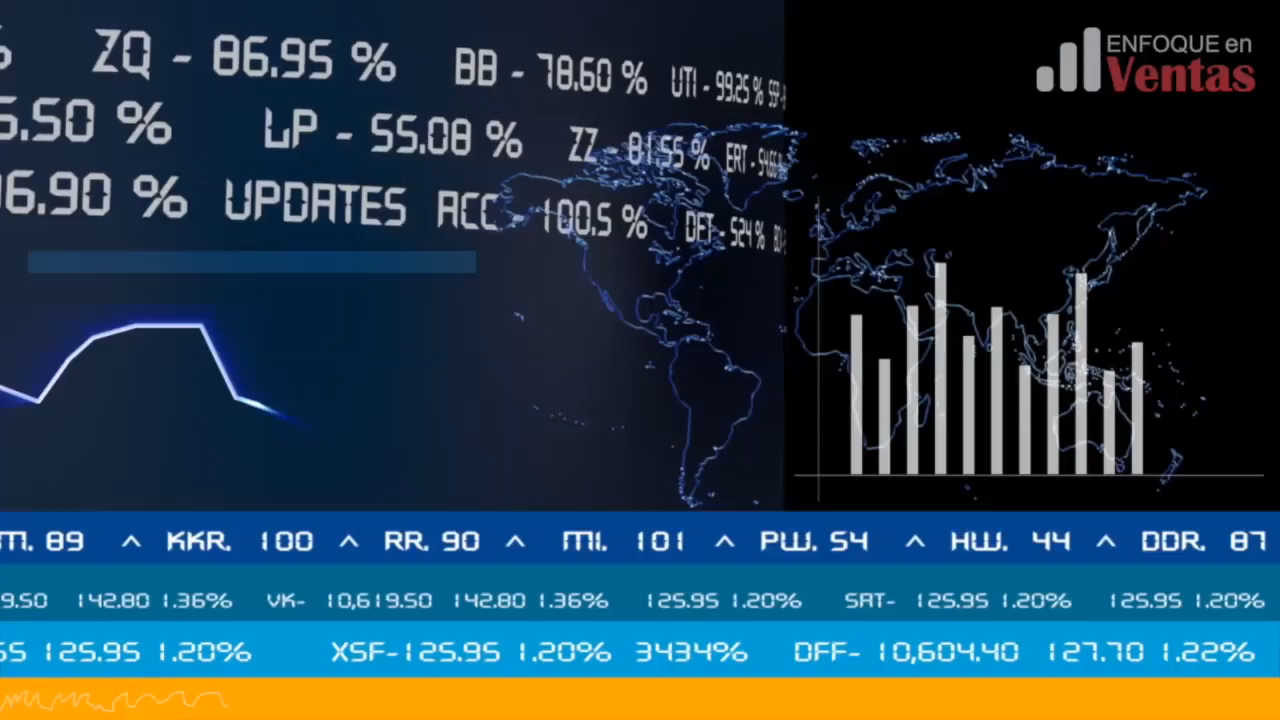 %
ZQ - 86.95 %
BB - 78.60 %
UTI - 99.25 %
ENFOQUE en
Ventas
5.50 %
LP - 55.08 %
ZZ - 81.55 %
ERT -
6.90 %
UPDATES
ACC - 100.5 %
DFT - 524 %
M. 89 ^ KKR. 100 ^ RR. 90 ^ MI. 101 ^ PW. 54 ^ HW. 44 ^ DDR. 87
9.50 142.80 1.36% VK- 10,619.50 142.80 1.36% 125.95 1.20% SAT- 125.95 1.20% 125.95 1.20%
SS 125.95 1.20% XSF-125.95 1.20% 3434% DFF- 10,604.40 127.70 1.22%